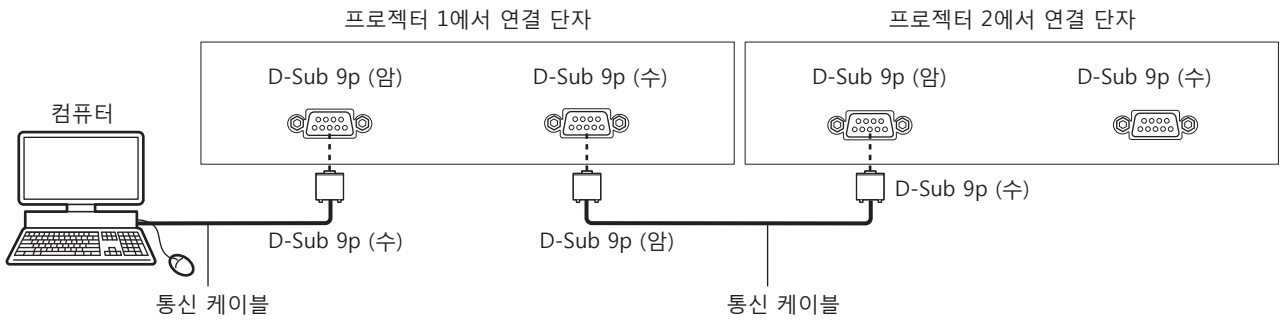 프로젝터 1에서 연결 단자
프로젝터 2에서 연결 단자
D-Sub 9p (암)
D-Sub 9p (수)
D-Sub 9p (암)
D-Sub 9p (수)
컴퓨터
D-Sub 9p (수)
D-Sub 9p (수)
D-Sub 9p (암)
통신 케이블
통신 케이블